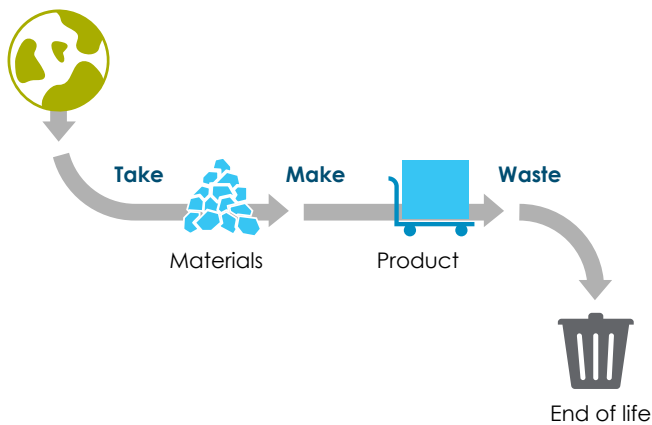 Take
Make
Waste
Materials
Product
End of life